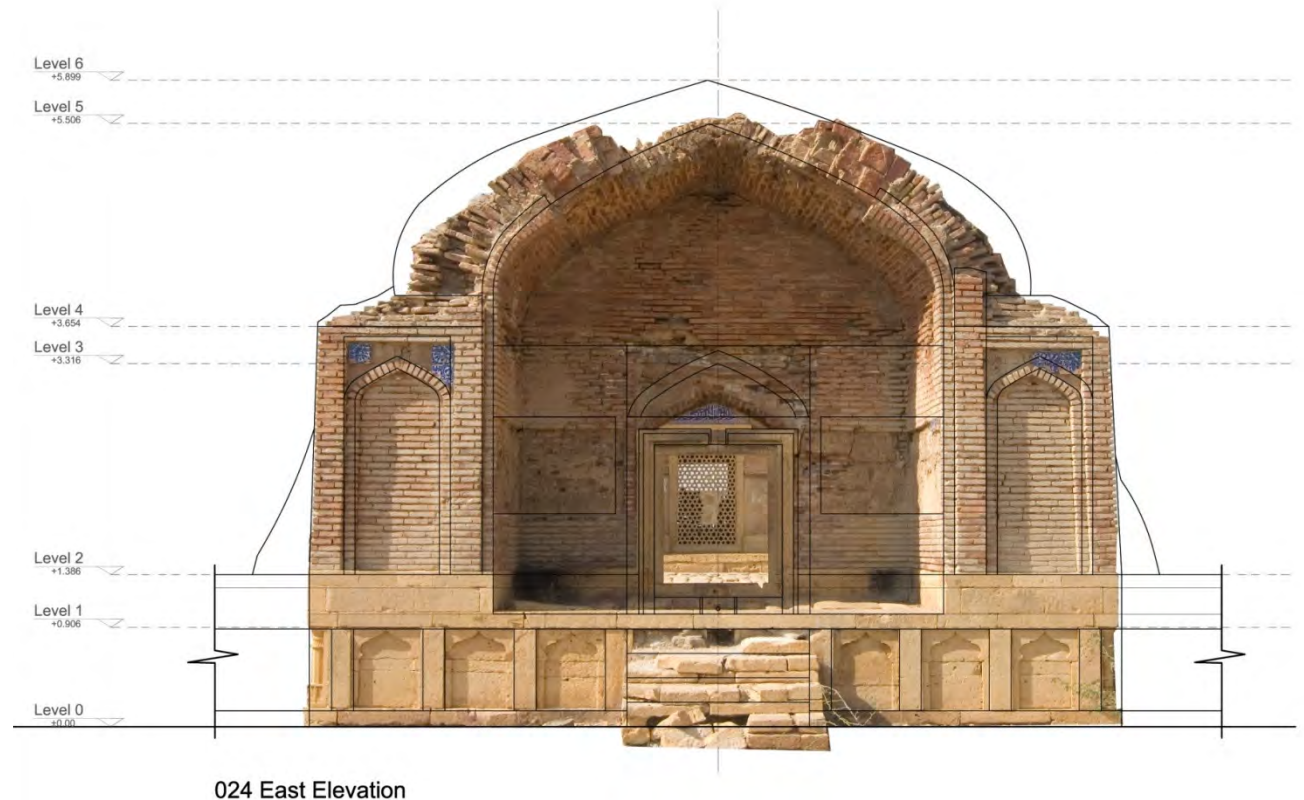 Level 6
+5.899
Level 5
+5.506
Level 4
+3.654
Level 3
+3.316
Level 2
+1.386
Level 1
+0.906
Level 0
±0.00
024 East Elevation